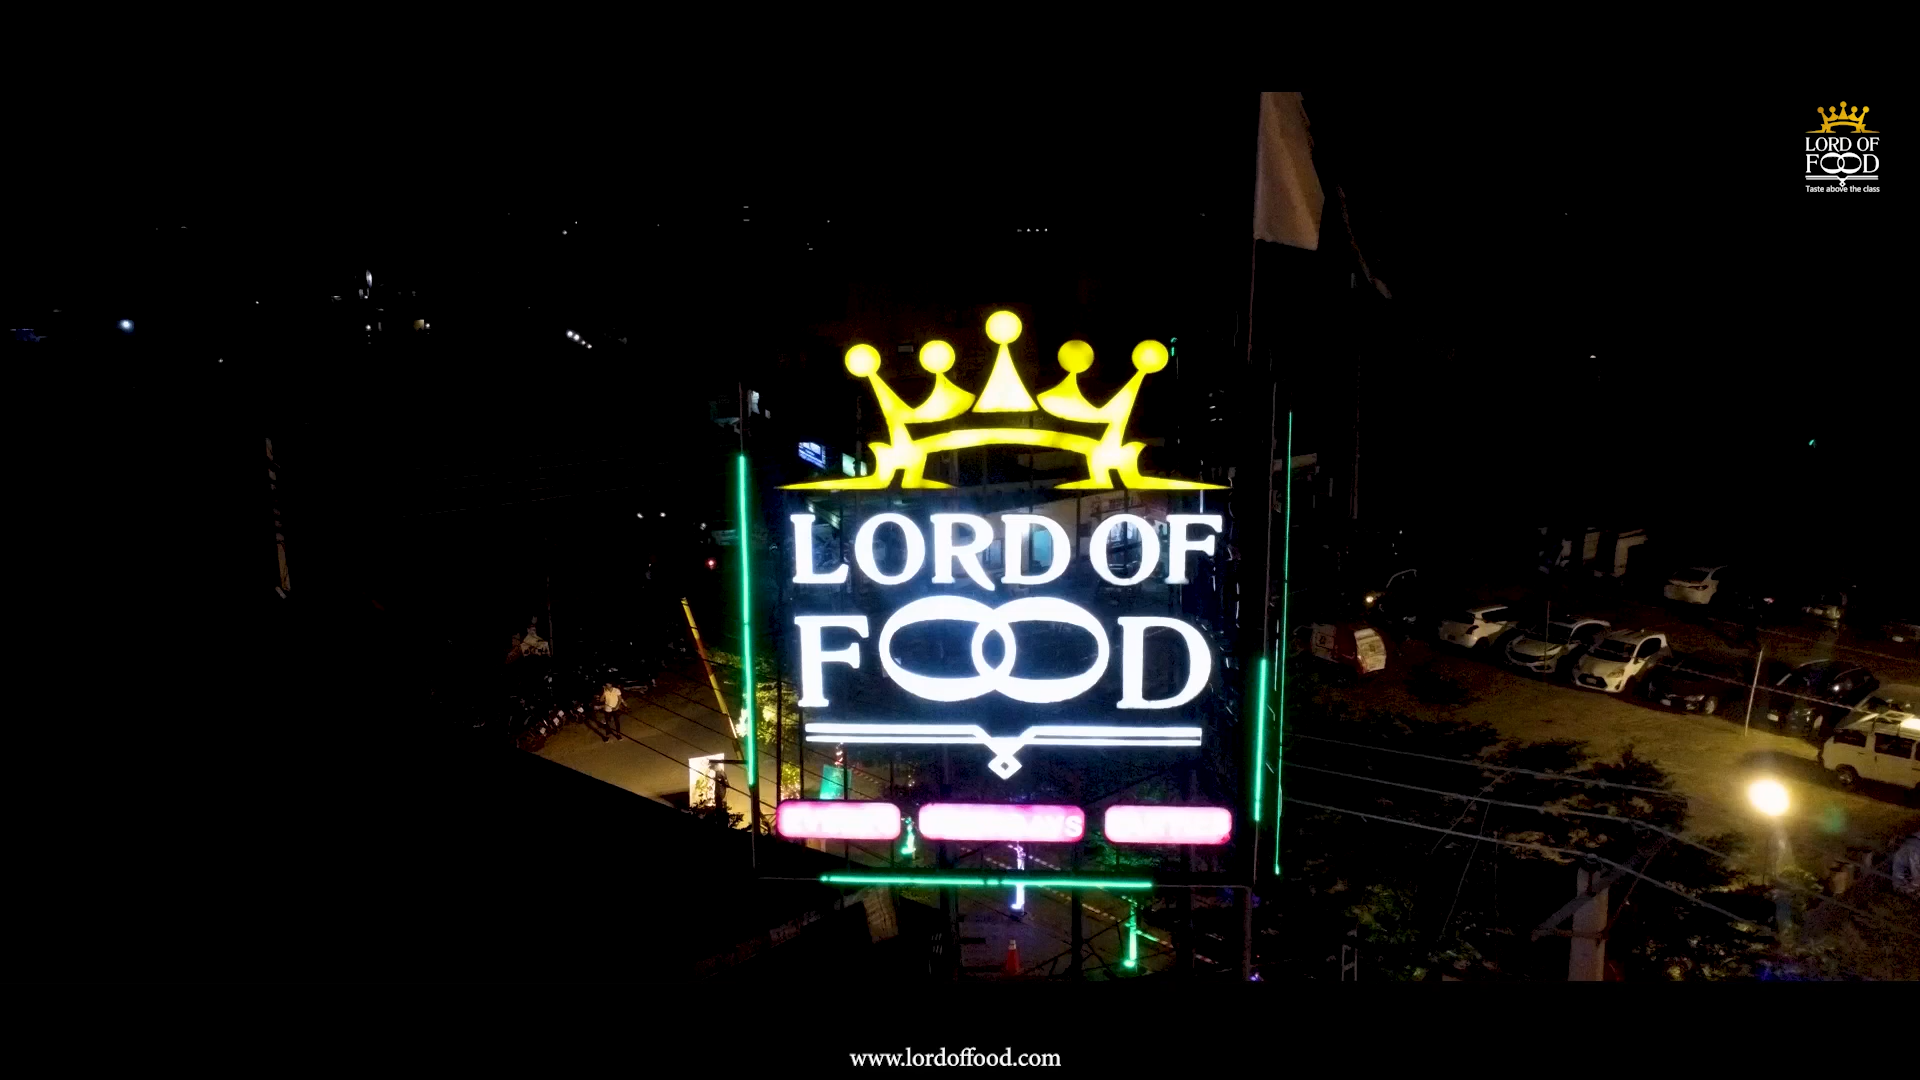 LORD OF
FOOD
Taste above the class
LORD OF
FOOD
www.lordoffood.com